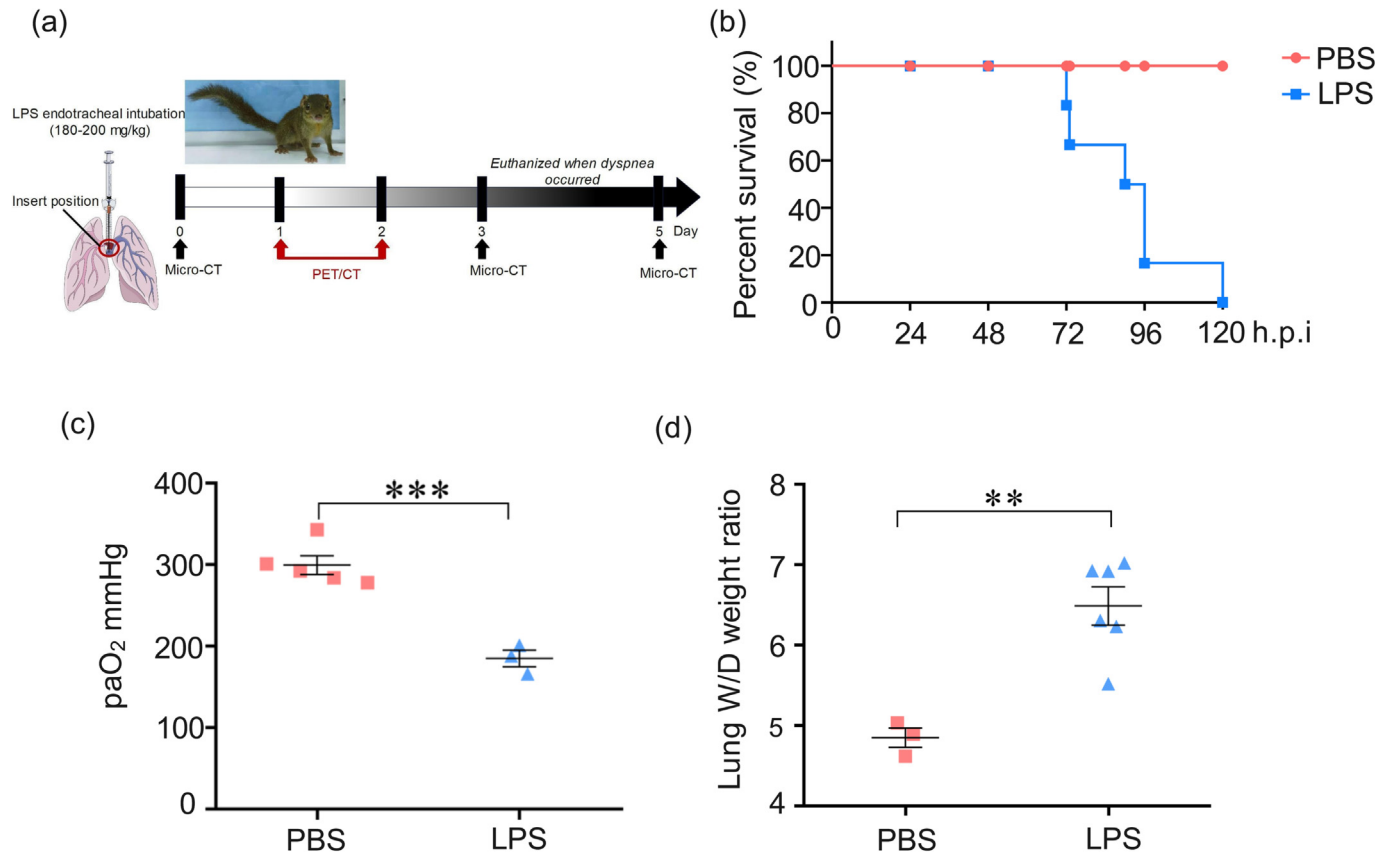 (a)
LPS endotracheal intubation
(180-200 mg/kg)
Insert position
Euthanized when dyspnea
occurred
0
1
2
3
5
Day
Micro-CT
PET/CT
Micro-CT
Micro-CT
(b)
Percent survival (%)
100
80
60
40
20
0
0
24
48
72
96
120
h.p.i
PBS
LPS
(c)
paO₂ mmHg
400
300
200
100
0
***
PBS
LPS
(d)
Lung W/D weight ratio
8
7
6
5
4
**
PBS
LPS